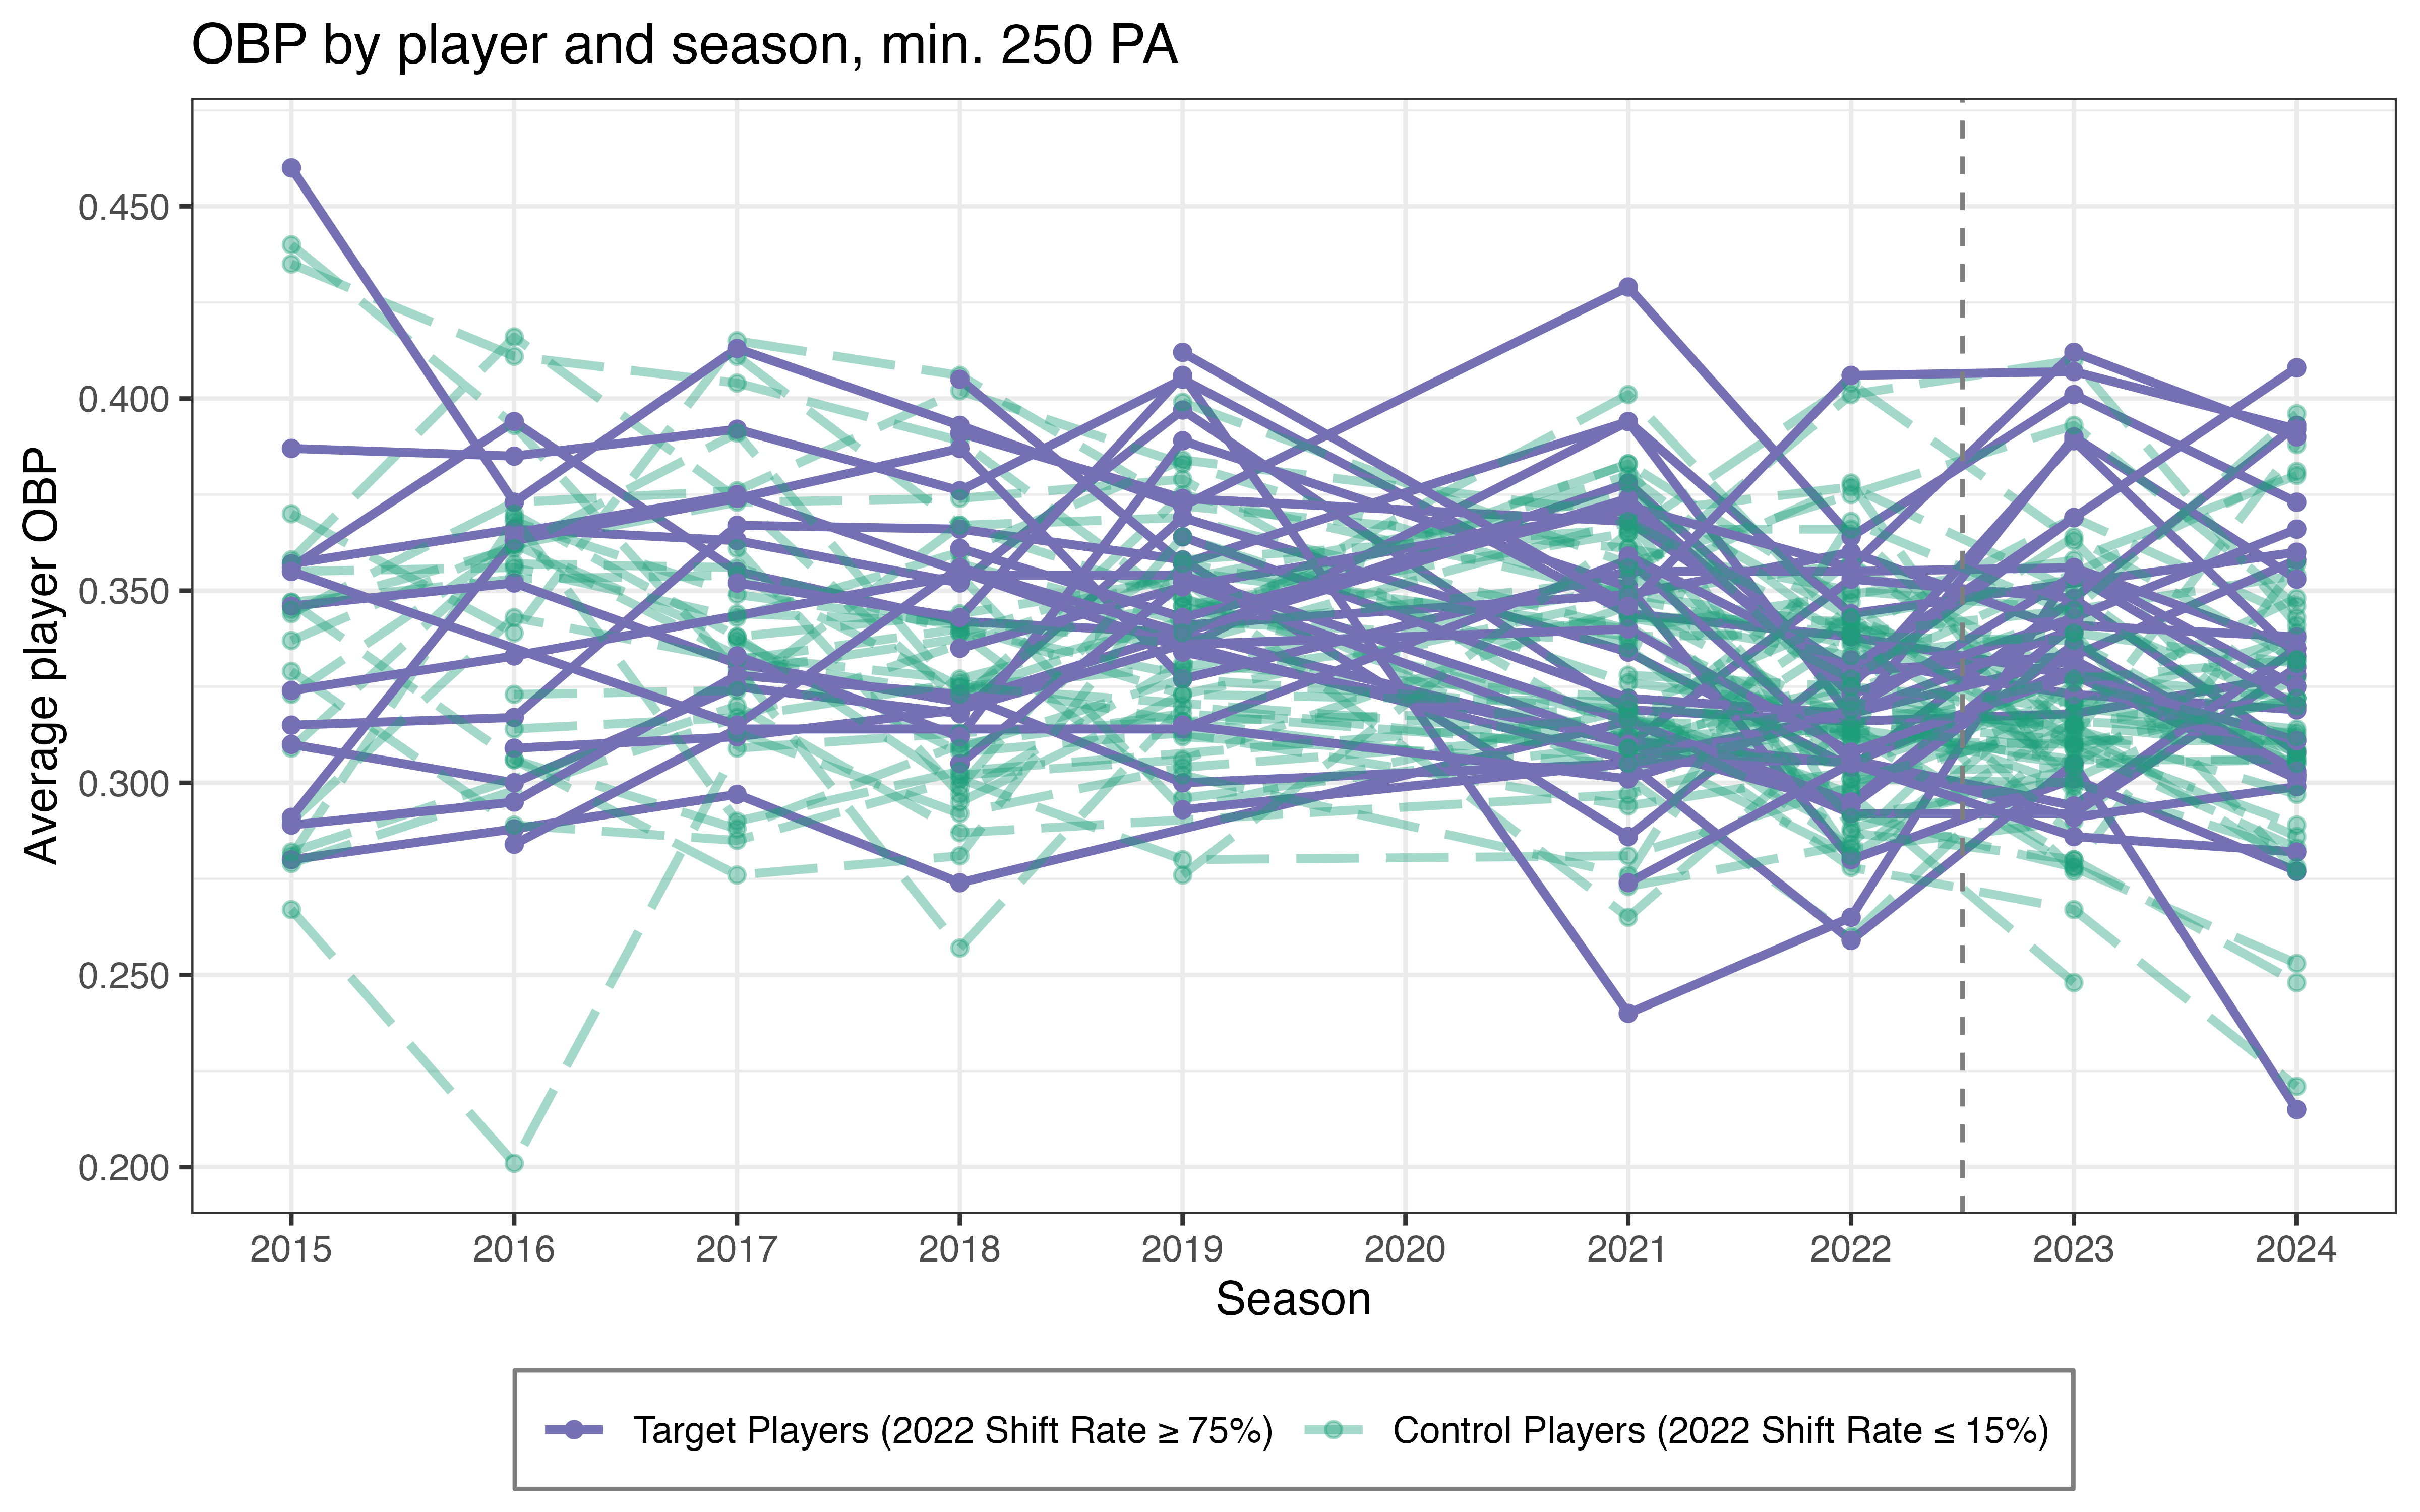 OBP by player and season, min. 250 PA
Average player OBP
0.450
0.400
0.350
0.300
0.250
0.200
2015 2016 2017 2018 2019 2020 2021 2022 2023 2024
Season
Target Players (2022 Shift Rate ≥ 75%) Control Players (2022 Shift Rate ≤ 15%)